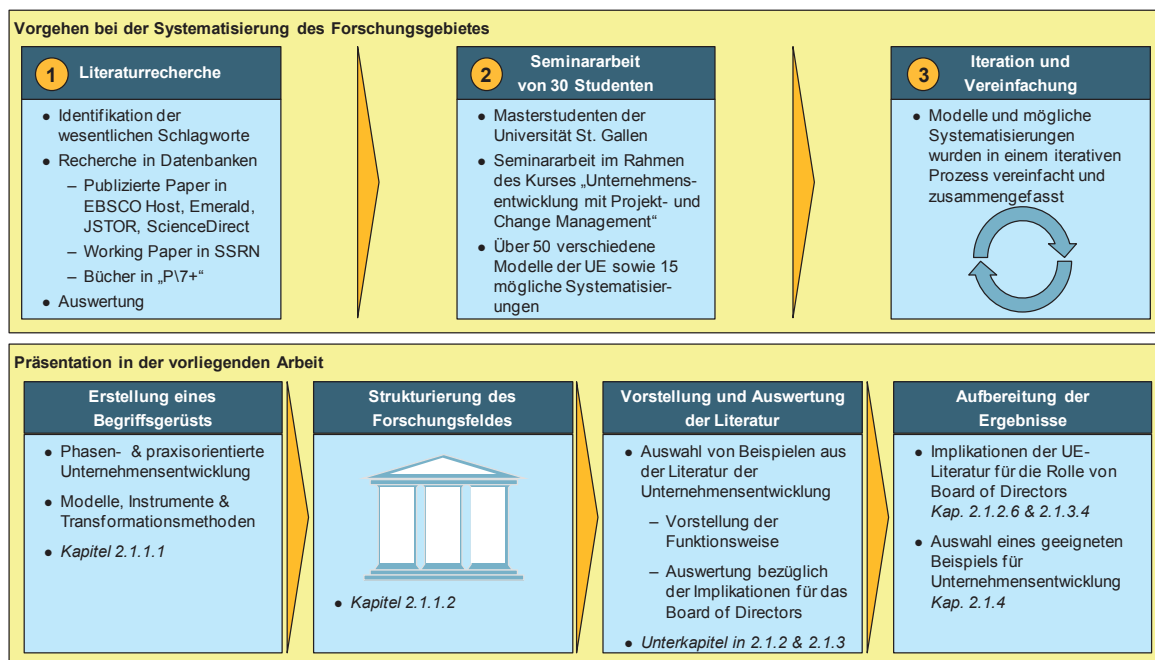 Vorgehen bei der Systematisierung des Forschungsgebietes
1
Literaturrecherche
● Identifikation der
wesentlichen Schlagworte
● Recherche in Datenbanken
– Publizierte Paper in
EBSCO Host, Emerald,
JSTOR, ScienceDirect
– Working Paper in SSRN
– Bücher in „P\7+“
● Auswertung
2
Seminararbeit
von 30 Studenten
● Masterstudenten der
Universität St. Gallen
● Seminararbeit im Rahmen
des Kurses „Unternehmens-
entwicklung mit Projekt- und
Change Management“
● Über 50 verschiedene
Modelle der UE sowie 15
mögliche Systematisier-
ungen
3
Iteration und
Vereinfachung
● Modelle und mögliche
Systematisierungen
wurden in einem iterativen
Prozess vereinfacht und
zusammengefasst
Präsentation in der vorliegenden Arbeit
Erstellung eines
Begriffsgerüsts
● Phasen- & praxisorientierte
Unternehmensentwicklung
● Modelle, Instrumente &
Transformationsmethoden
● Kapitel 2.1.1.1
Strukturierung des
Forschungsfeldes
● Kapitel 2.1.1.2
Vorstellung und Auswertung
der Literatur
● Auswahl von Beispielen aus
der Literatur der
Unternehmensentwicklung
– Vorstellung der
Funktionsweise
– Auswertung bezüglich
der Implikationen für das
Board of Directors
● Unterkapitel in 2.1.2 & 2.1.3
Aufbereitung der
Ergebnisse
● Implikationen der UE-
Literatur für die Rolle von
Board of Directors
Kap. 2.1.2.6 & 2.1.3.4
● Auswahl eines geeigneten
Beispiels für
Unternehmensentwicklung
Kap. 2.1.4